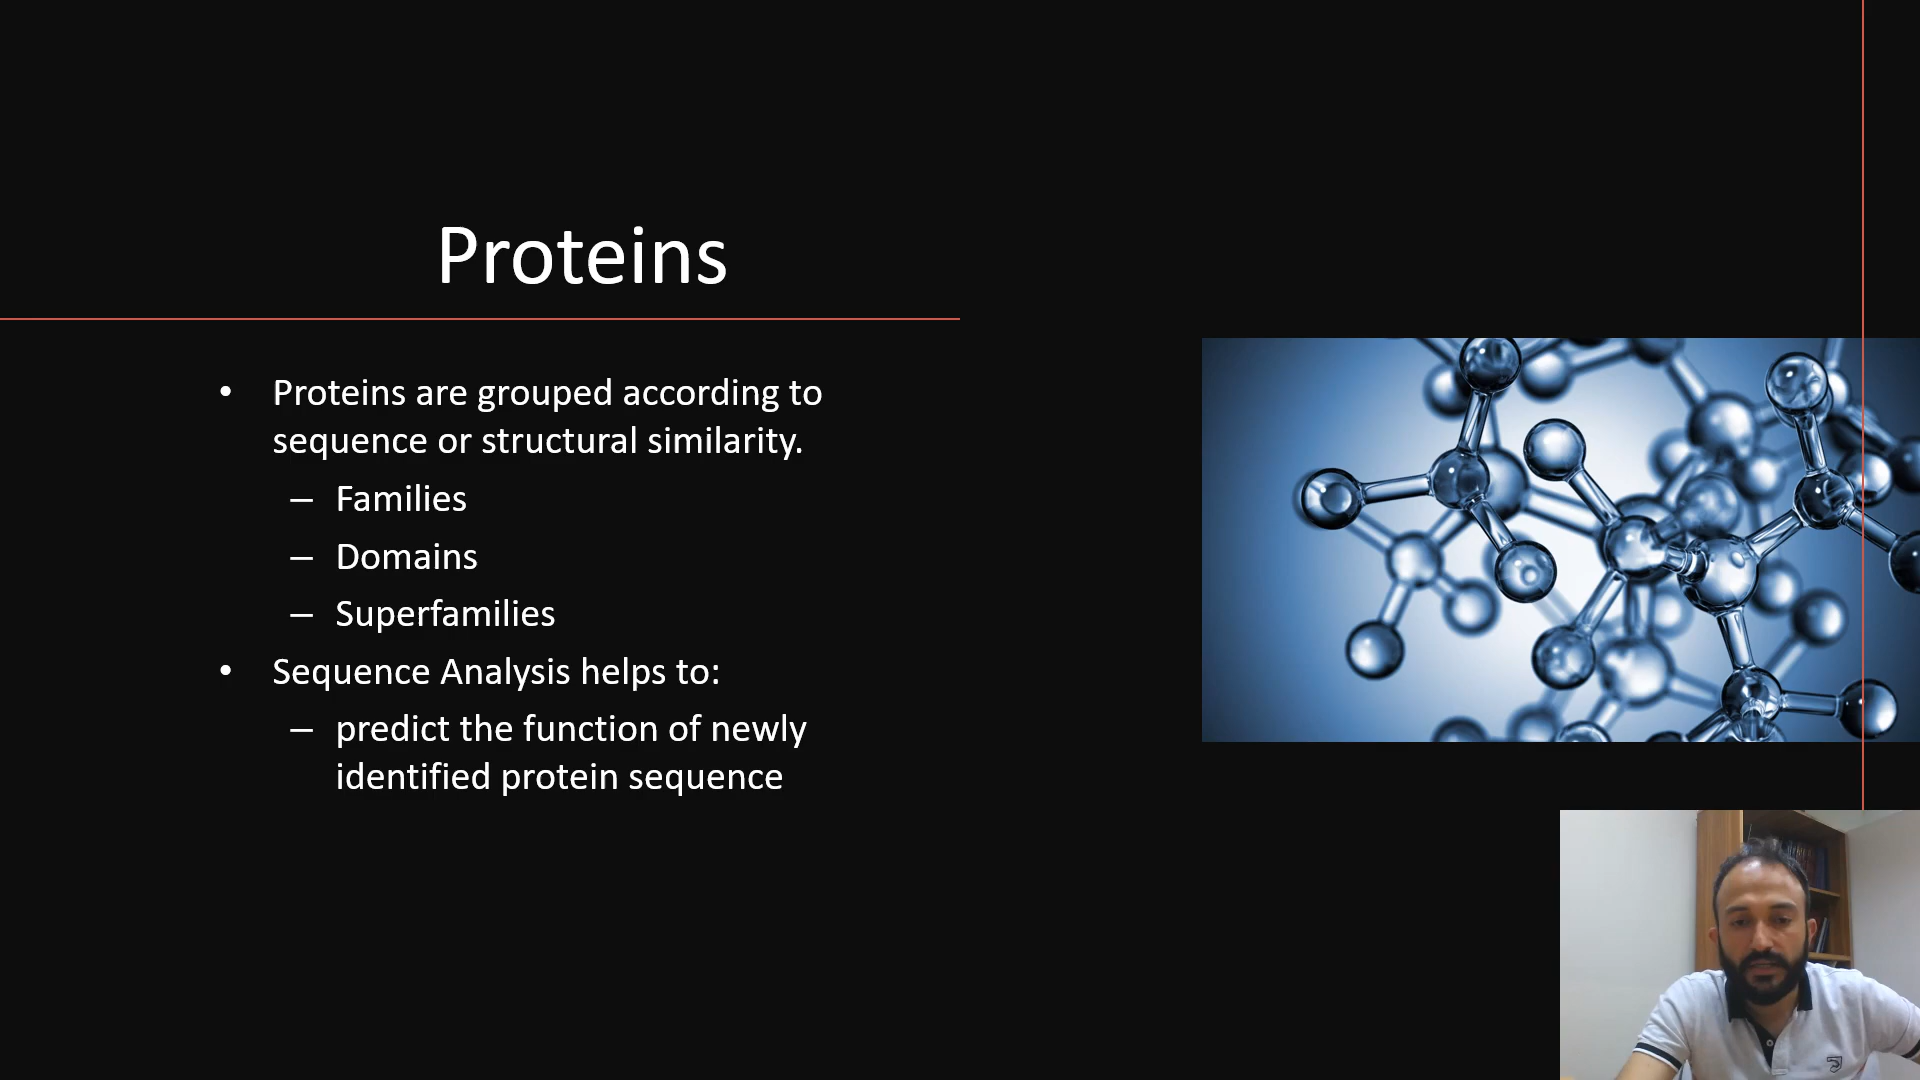 Proteins
• Proteins are grouped according to
sequence or structural similarity.
– Families
– Domains
– Superfamilies
• Sequence Analysis helps to:
– predict the function of newly
identified protein sequence